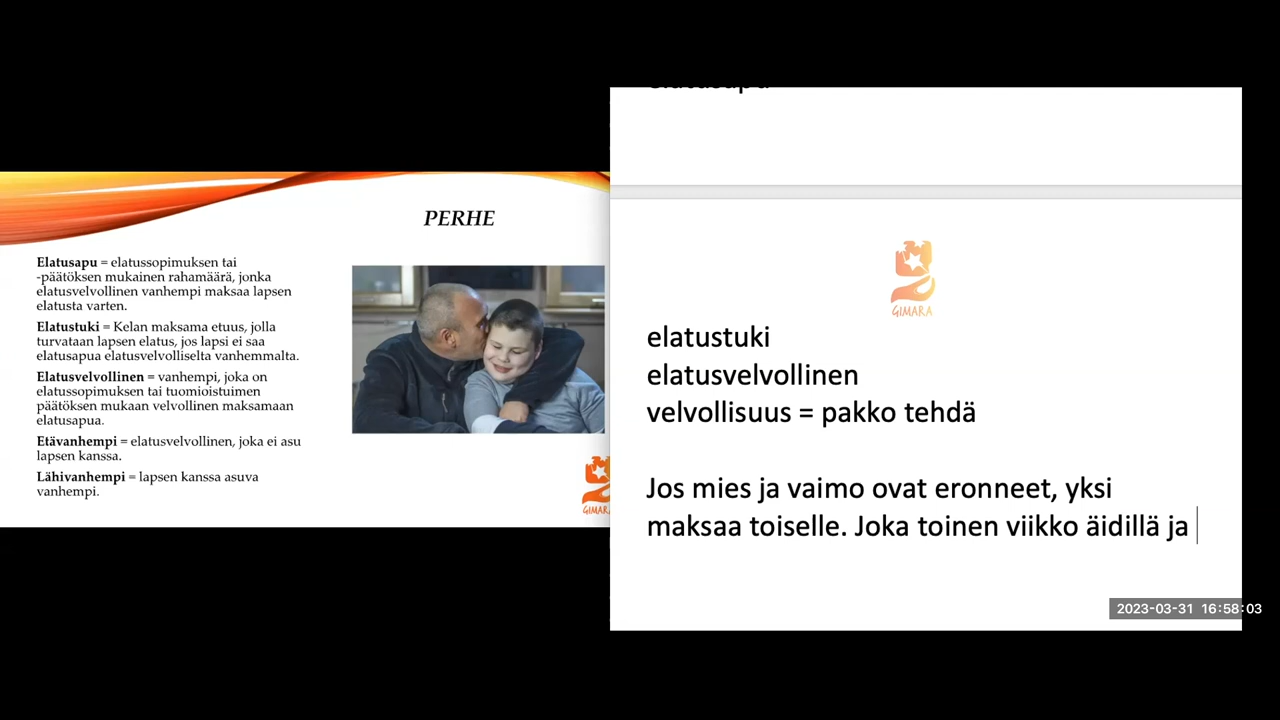 PERHE
Elatusapu = elatussopimuksen tai
-päätöksen mukainen rahamäärä, jonka
elatusvelvollinen vanhempi maksaa lapsen
elatusta varten.
Elatustuki = Kelan maksama etuus, jolla
turvataan lapsen elatus, jos lapsi ei saa
elatusapua elatusvelvolliselta vanhemmalta.
Elatusvelvollinen = vanhempi, joka on
elatussopimuksen tai tuomioistuimen
päätöksen mukaan velvollinen maksamaan
elatusapua.
Etävanhempi = elatusvelvollinen, joka ei asu
lapsen kanssa.
Lähivanhempi = lapsen kanssa asuva
vanhempi.
GIMARA
GIMARA
elatustuki
elatusvelvollinen
velvollisuus = pakko tehdä
Jos mies ja vaimo ovat eronneet, yksi
maksaa toiselle. Joka toinen viikko äidillä ja
2023-03-31 16:58:03